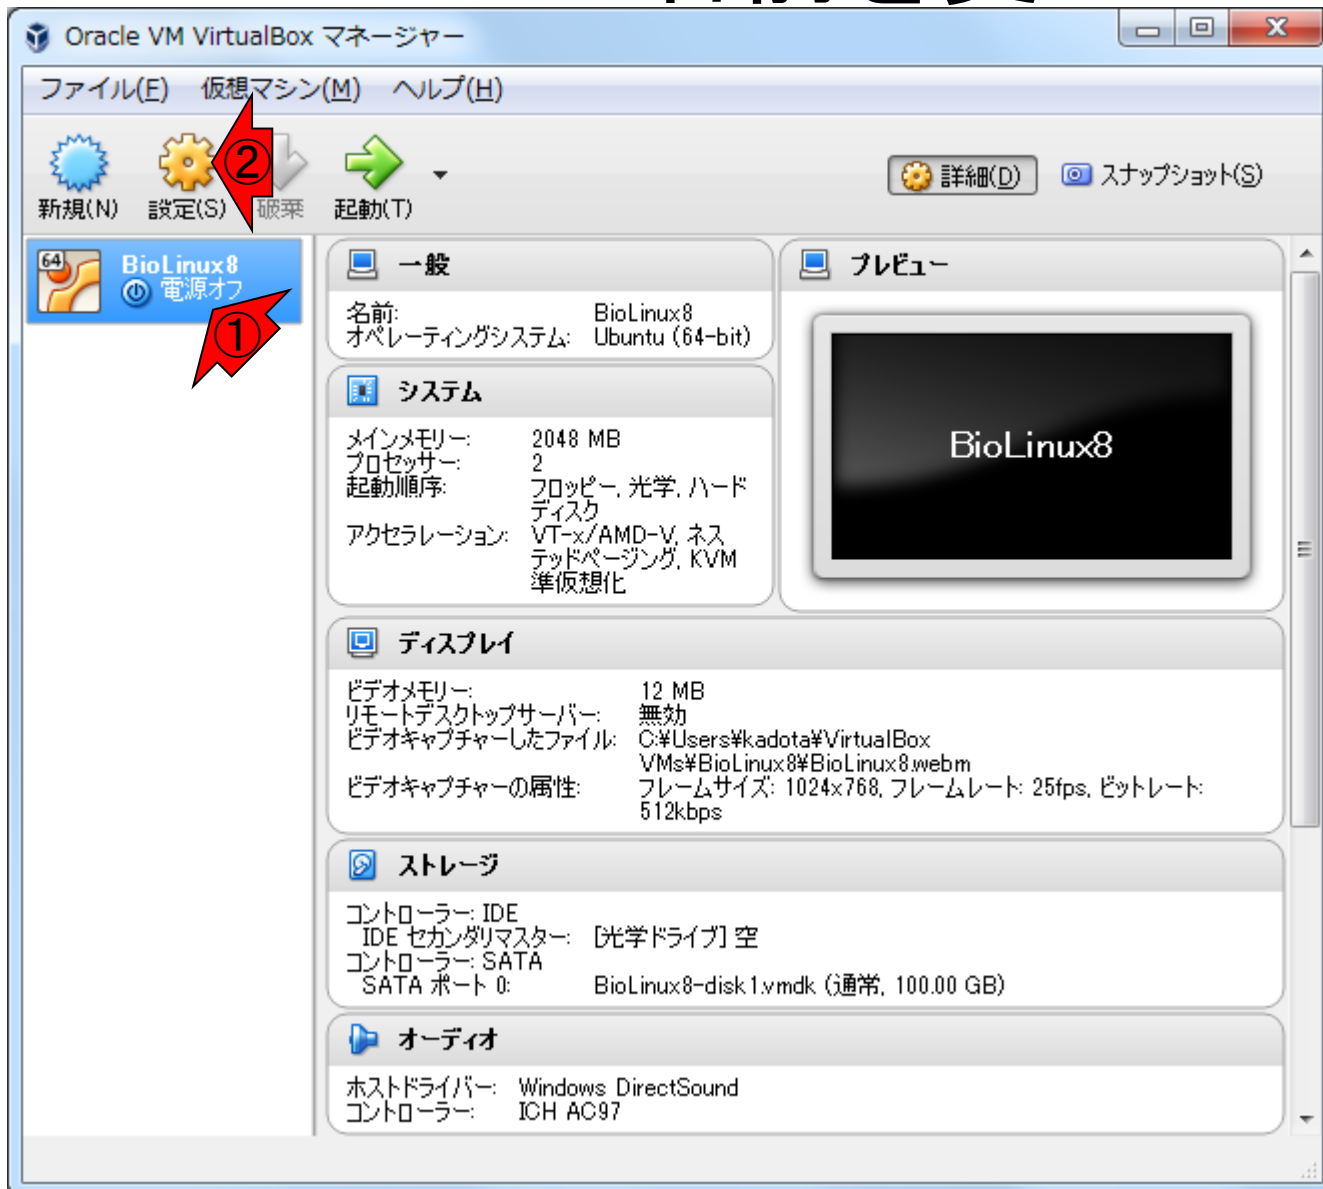 Oracle VM VirtualBox マネージャー
ファイル(F) 仮想マシン(M) ヘルプ(H)
②
新規(N) 設定(S) 破棄 起動(T)
詳細(D) スナップショット(S)
64
BioLinux8
電源オフ
①
一般
名前: BioLinux8
オペレーティングシステム: Ubuntu (64-bit)
プレビュー
BioLinux8
システム
メインメモリー: 2048 MB
プロセッサー: 2
起動順序: フロッピー, 光学, ハード
ディスク
アクセラレーション: VT-x/AMD-V, ネス
テッドページング, KVM
準仮想化
ディスプレイ
ビデオメモリー: 12 MB
リモートデスクトップサーバー: 無効
ビデオキャプチャーしたファイル: C:¥Users¥kadota¥VirtualBox
VMs¥BioLinux8¥BioLinux8.webm
ビデオキャプチャーの属性: フレームサイズ: 1024x768, フレームレート: 25fps, ビットレート:
512kbps
ストレージ
コントローラー: IDE
IDE セカンダリマスター: [光学ドライブ] 空
コントローラー: SATA
SATA ポート 0: BioLinux8-disk1.vmdk (通常, 100.00 GB)
オーディオ
ホストドライバー: Windows DirectSound
コントローラー: ICH AC97